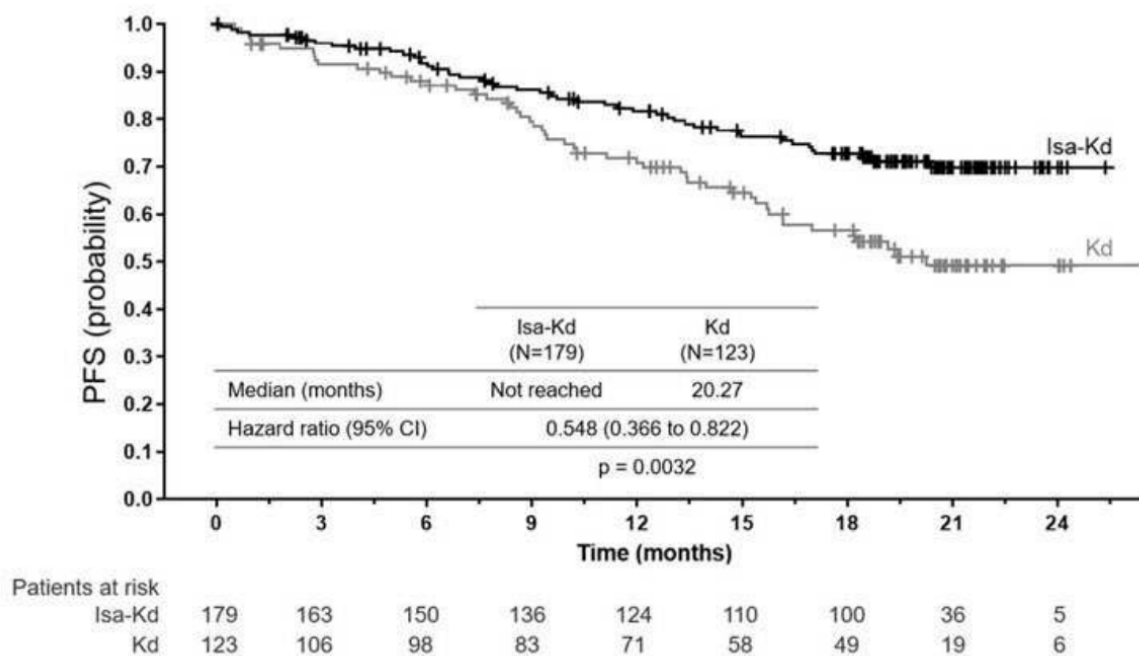 PFS (probability)
1.0
0.9
0.8
0.7
0.6
0.5
0.4
0.3
0.2
0.1
0.0
Isa-Kd
Kd
Isa-Kd Kd
(N=179) (N=123)
Median (months) Not reached 20.27
Hazard ratio (95% CI) 0.548 (0.366 to 0.822)
p = 0.0032
0 3 6 9 12 15 18 21 24
Time (months)
Patients at risk
Isa-Kd 179 163 150 136 124 110 100 36 5
Kd 123 106 98 83 71 58 49 19 6